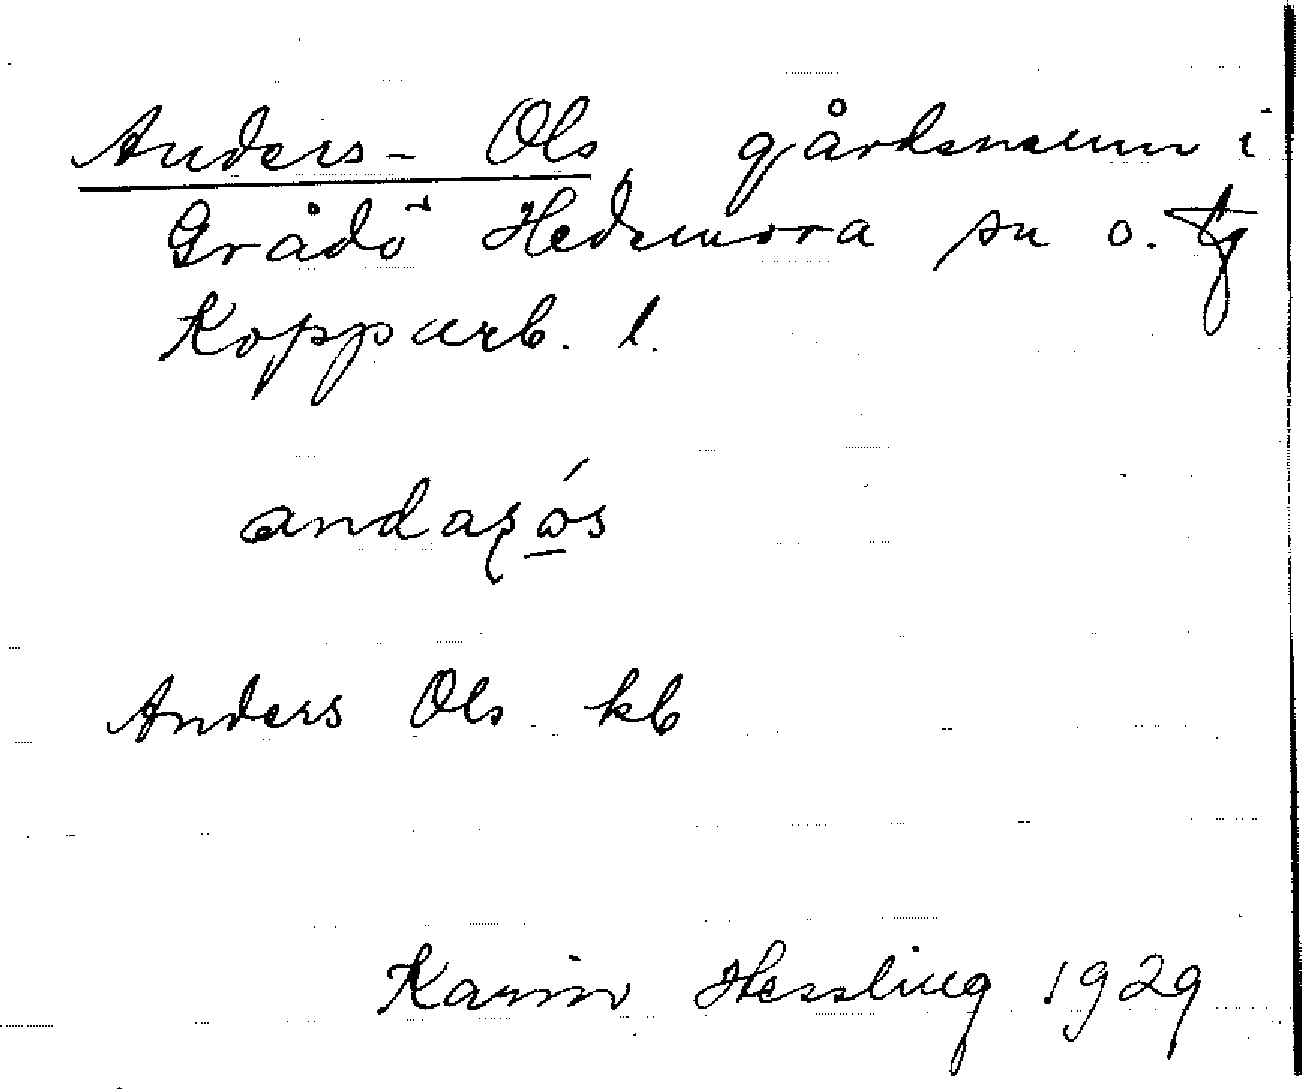 Anders-Ols, gårdsnamn i
Grådö Hedemora sn o. tg
Kopparb. l.
andaṣós
Anders Ols kb
Karin Hessling 1929